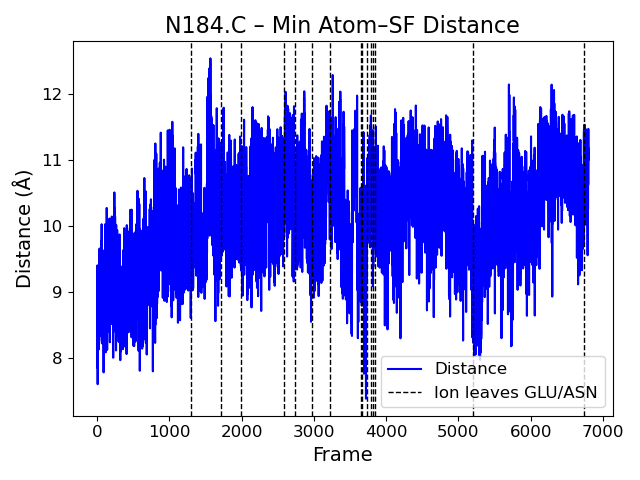 N184.C – Min Atom–SF Distance
Distance (Å)
12
11
10
9
8
Distance
Ion leaves GLU/ASN
0 1000 2000 3000 4000 5000 6000 7000
Frame